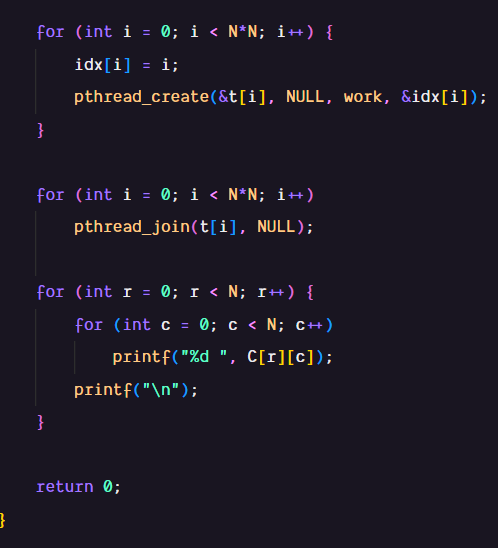 for (int i = 0; i < N*N; i++) {
idx[i] = i;
pthread_create(&t[i], NULL, work, &idx[i]);
}
for (int i = 0; i < N*N; i++)
pthread_join(t[i], NULL);
for (int r = 0; r < N; r++) {
for (int c = 0; c < N; c++)
printf("%d ", C[r][c]);
printf("\n");
}
return 0;
}